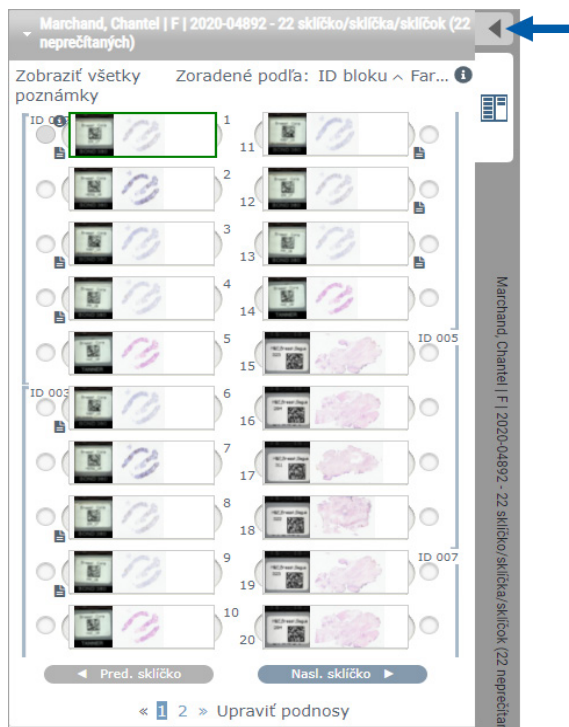 Marchand, Chantel | F | 2020-04892 - 22 sklíčko/sklíčka/sklíčok (22
neprečítaných)
Zobraziť všetky
poznámky
Zoradené podľa: ID bloku Far...
1
11
2
12
3
13
4
14
5
ID 005
15
ID 003
6
16
7
17
8
18
9
ID 007
19
10
20
Pred. sklíčko
Nasl. sklíčko
« 1 2 » Upraviť podnosy
Marchand, Chantel | F | 2020-04892 - 22 sklíčko/sklíčka/sklíčok (22 neprečítan